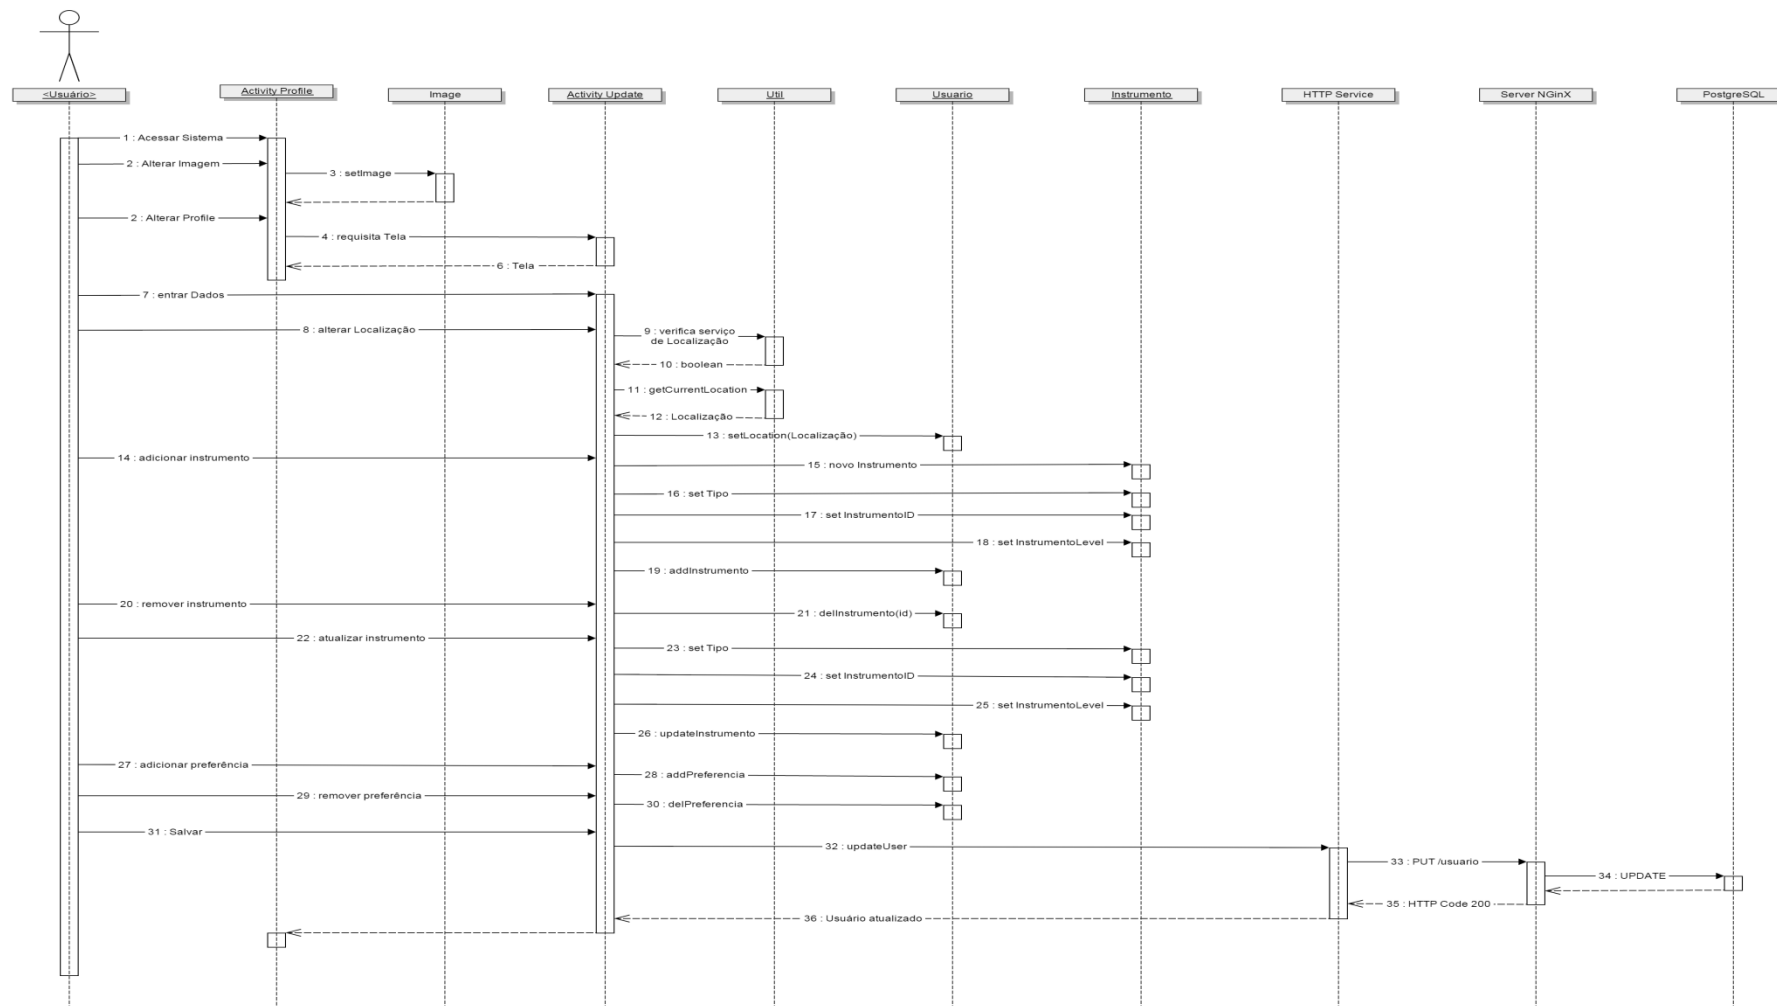 <Usuário>
Activity Profile
Image
Activity Update
Util
Usuario
Instrumento
HTTP Service
Server NGinX
PostgreSQL
1 : Acessar Sistema
2 : Alterar Imagem
3 : setImage
2 : Alterar Profile
4 : requisita Tela
6 : Tela
7 : entrar Dados
8 : alterar Localização
9 : verifica serviço
de Localização
10 : boolean
11 : getCurrentLocation
12 : Localização
13 : setLocation(Localização)
14 : adicionar instrumento
15 : novo Instrumento
16 : set Tipo
17 : set InstrumentoID
18 : set InstrumentoLevel
19 : addInstrumento
20 : remover instrumento
21 : delInstrumento(id)
22 : atualizar instrumento
23 : set Tipo
24 : set InstrumentoID
25 : set InstrumentoLevel
26 : updateInstrumento
27 : adicionar preferência
28 : addPreferencia
29 : remover preferência
30 : delPreferencia
31 : Salvar
32 : updateUser
33 : PUT /usuario
34 : UPDATE
35 : HTTP Code 200
36 : Usuário atualizado